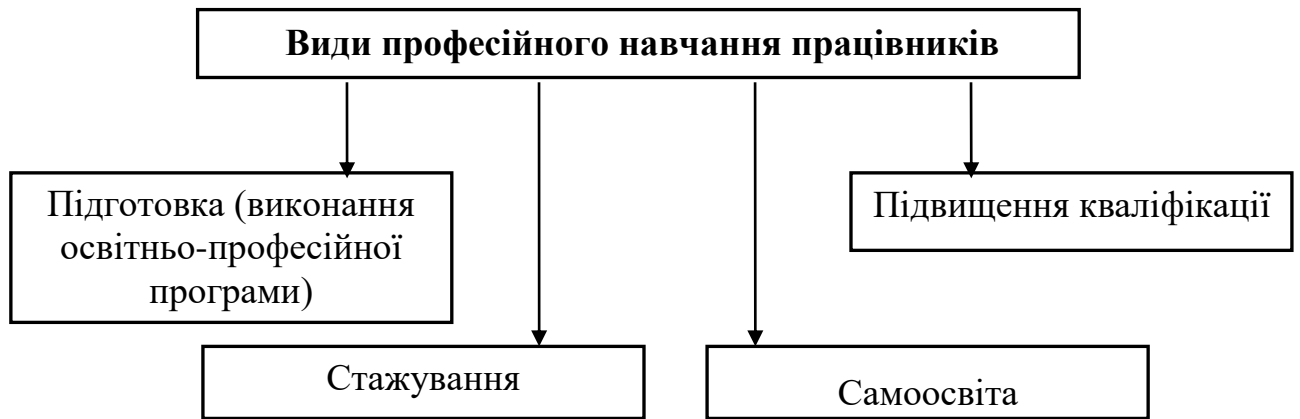 Види професійного навчання працівників
Підготовка (виконання
освітньо-професійної
програми)
Підвищення кваліфікації
Стажування
Самоосвіта